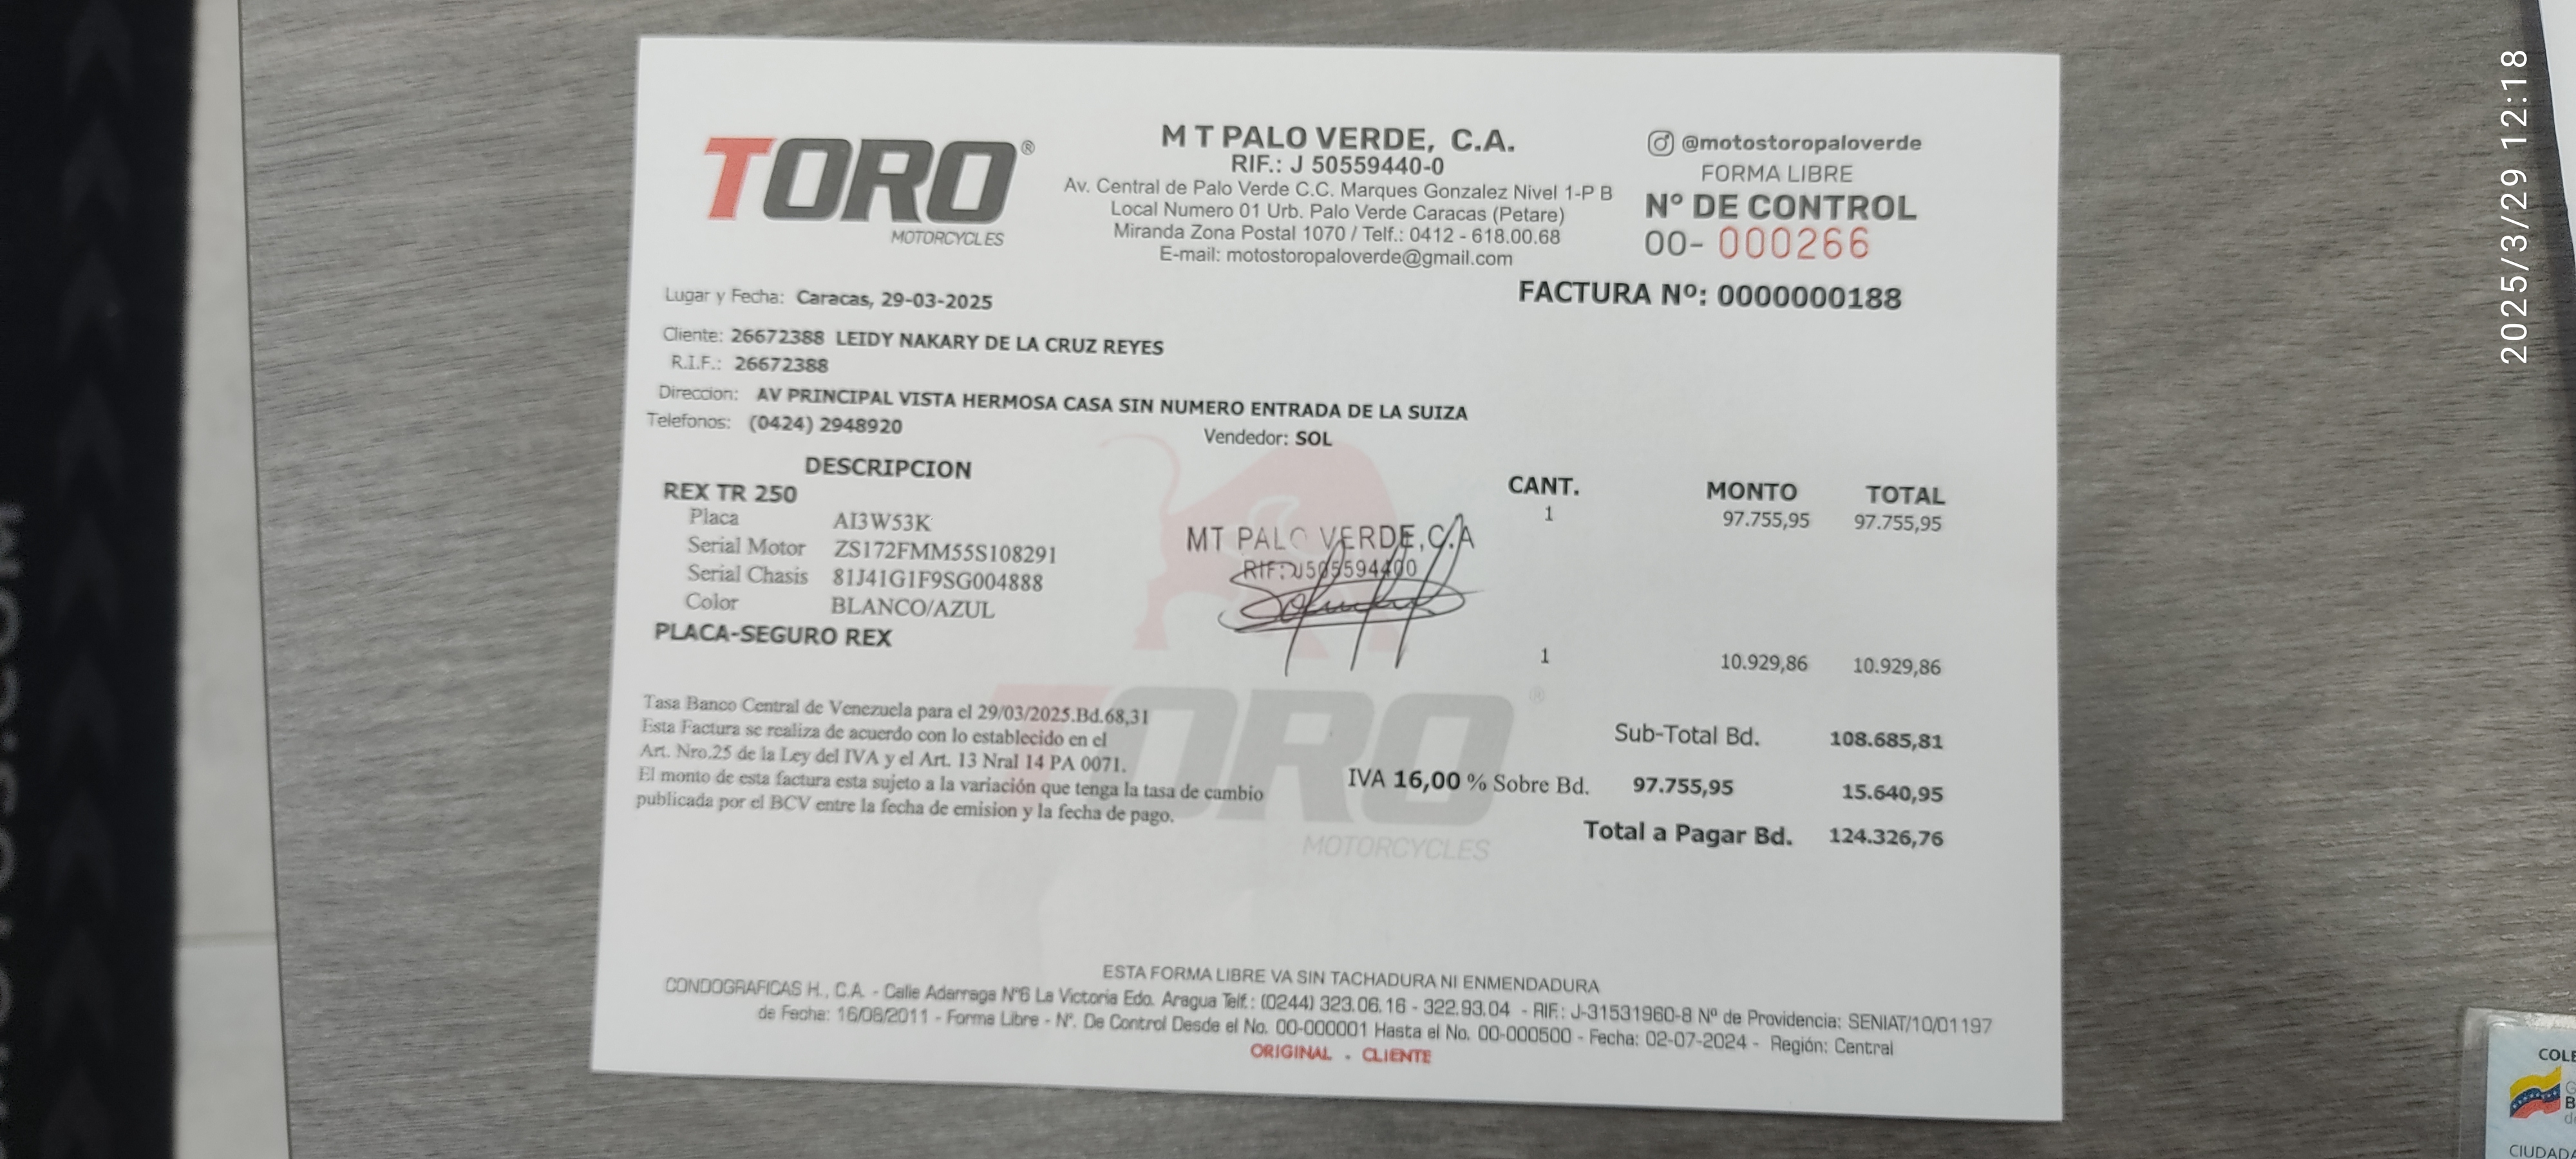 TORO ®
MOTORCYCLES
M T PALO VERDE, C.A.
RIF.: J 50559440-0
Av. Central de Palo Verde C.C. Marques Gonzalez Nivel 1-P B
Local Numero 01 Urb. Palo Verde Caracas (Petare)
Miranda Zona Postal 1070 / Telf.: 0412 - 618.00.68
E-mail: motostoropaloverde@gmail.com
@motostoropaloverde
FORMA LIBRE
N° DE CONTROL
00- 000266
FACTURA Nº: 0000000188
Lugar y Fecha: Caracas, 29-03-2025
Cliente: 26672388 LEIDY NAKARY DE LA CRUZ REYES
R.I.F.: 26672388
Direccion: AV PRINCIPAL VISTA HERMOSA CASA SIN NUMERO ENTRADA DE LA SUIZA
Telefonos: (0424) 2948920
Vendedor: SOL
DESCRIPCION CANT. MONTO TOTAL
REX TR 250 1 97.755,95 97.755,95
Placa AI3W53K
Serial Motor ZS172FMM55S108291
Serial Chasis 81J41G1F9SG004888
Color BLANCO/AZUL
MT PALO VERDE, C.A
RIF: J505594400
PLACA-SEGURO REX 1 10.929,86 10.929,86
Tasa Banco Central de Venezuela para el 29/03/2025.Bd.68,31
Esta Factura se realiza de acuerdo con lo establecido en el
Art. Nro.25 de la Ley del IVA y el Art. 13 Nral 14 PA 0071.
El monto de esta factura esta sujeto a la variación que tenga la tasa de cambio
publicada por el BCV entre la fecha de emision y la fecha de pago.
Sub-Total Bd. 108.685,81
IVA 16,00 % Sobre Bd. 97.755,95 15.640,95
Total a Pagar Bd. 124.326,76
TORO ®
MOTORCYCLES
ESTA FORMA LIBRE VA SIN TACHADURA NI ENMENDADURA
CONDOGRAFICAS H., C.A. - Calle Adarraga N°6 La Victoria Edo. Aragua Telf.: (0244) 323.06.16 - 322.93.04 - RIF.: J-31531960-8 Nº de Providencia: SENIAT/10/01197
de Fecha: 16/08/2011 - Forma Libre - N°. De Control Desde el No. 00-000001 Hasta el No. 00-000500 - Fecha: 02-07-2024 - Región: Central
ORIGINAL - CLIENTE
2025/3/29 12:18